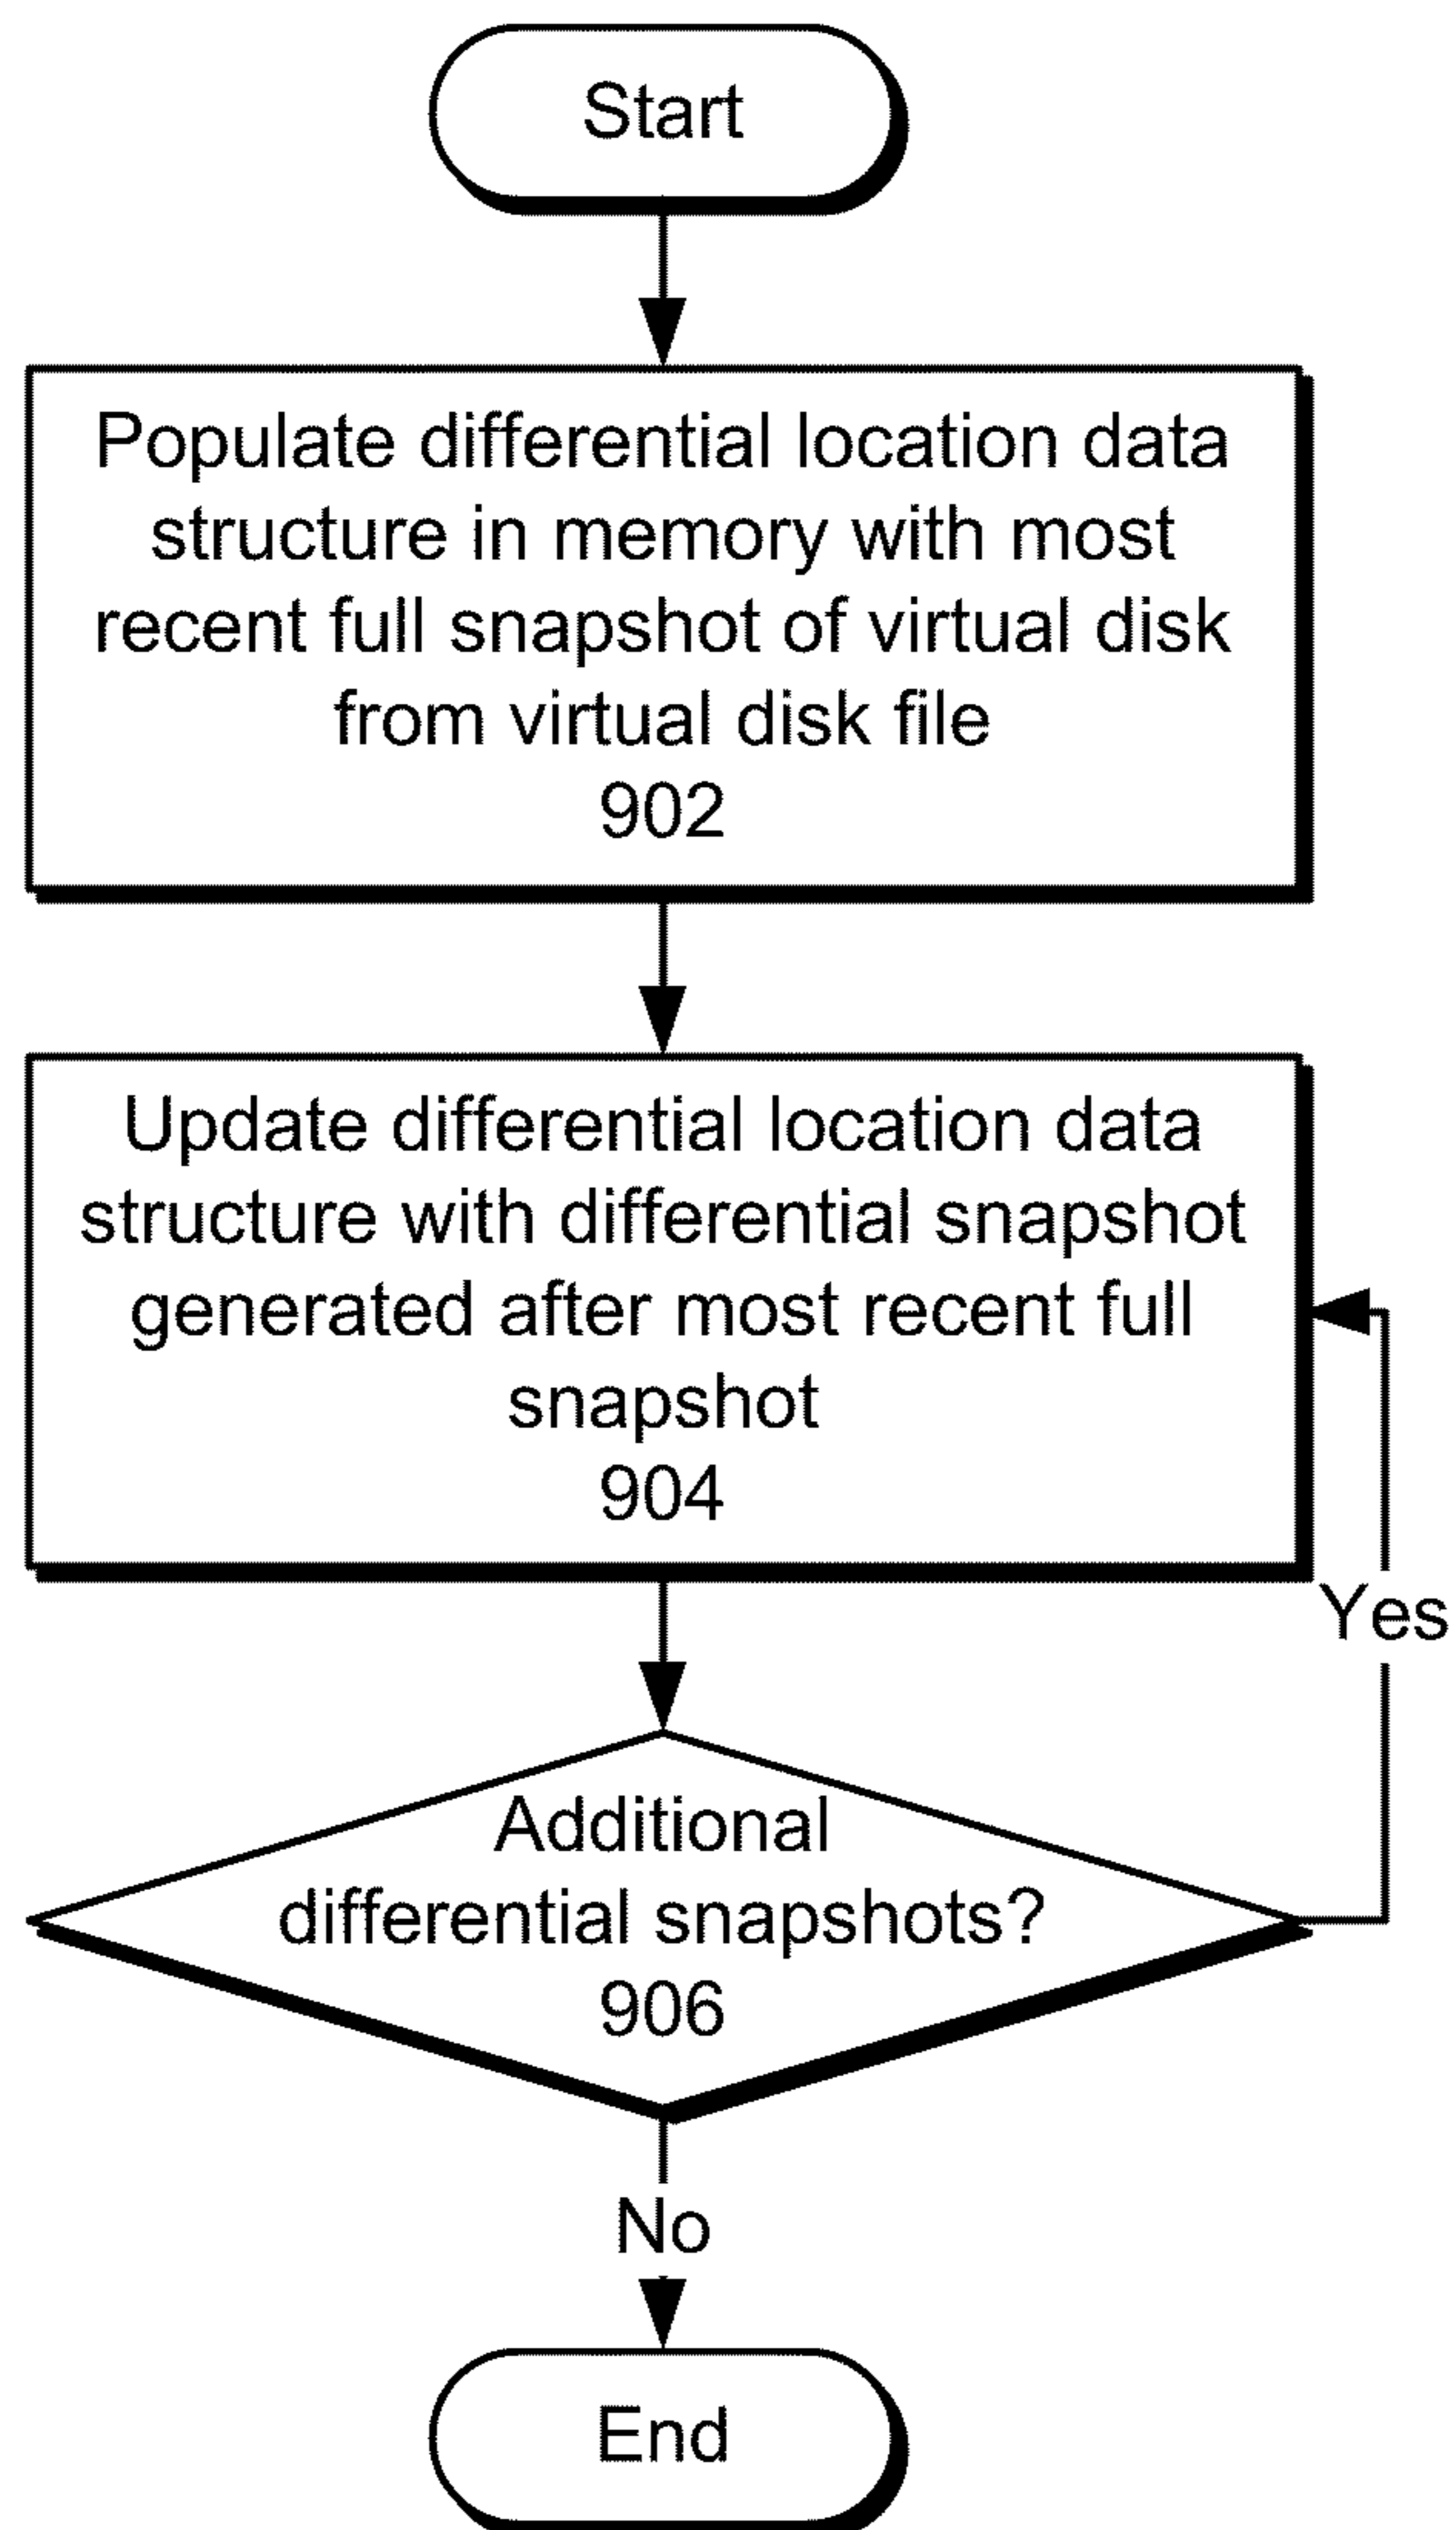 Start
Populate differential location data
structure in memory with most
recent full snapshot of virtual disk
from virtual disk file
902
Update differential location data
structure with differential snapshot
generated after most recent full
snapshot
904
Yes
Additional
differential snapshots?
906
No
End